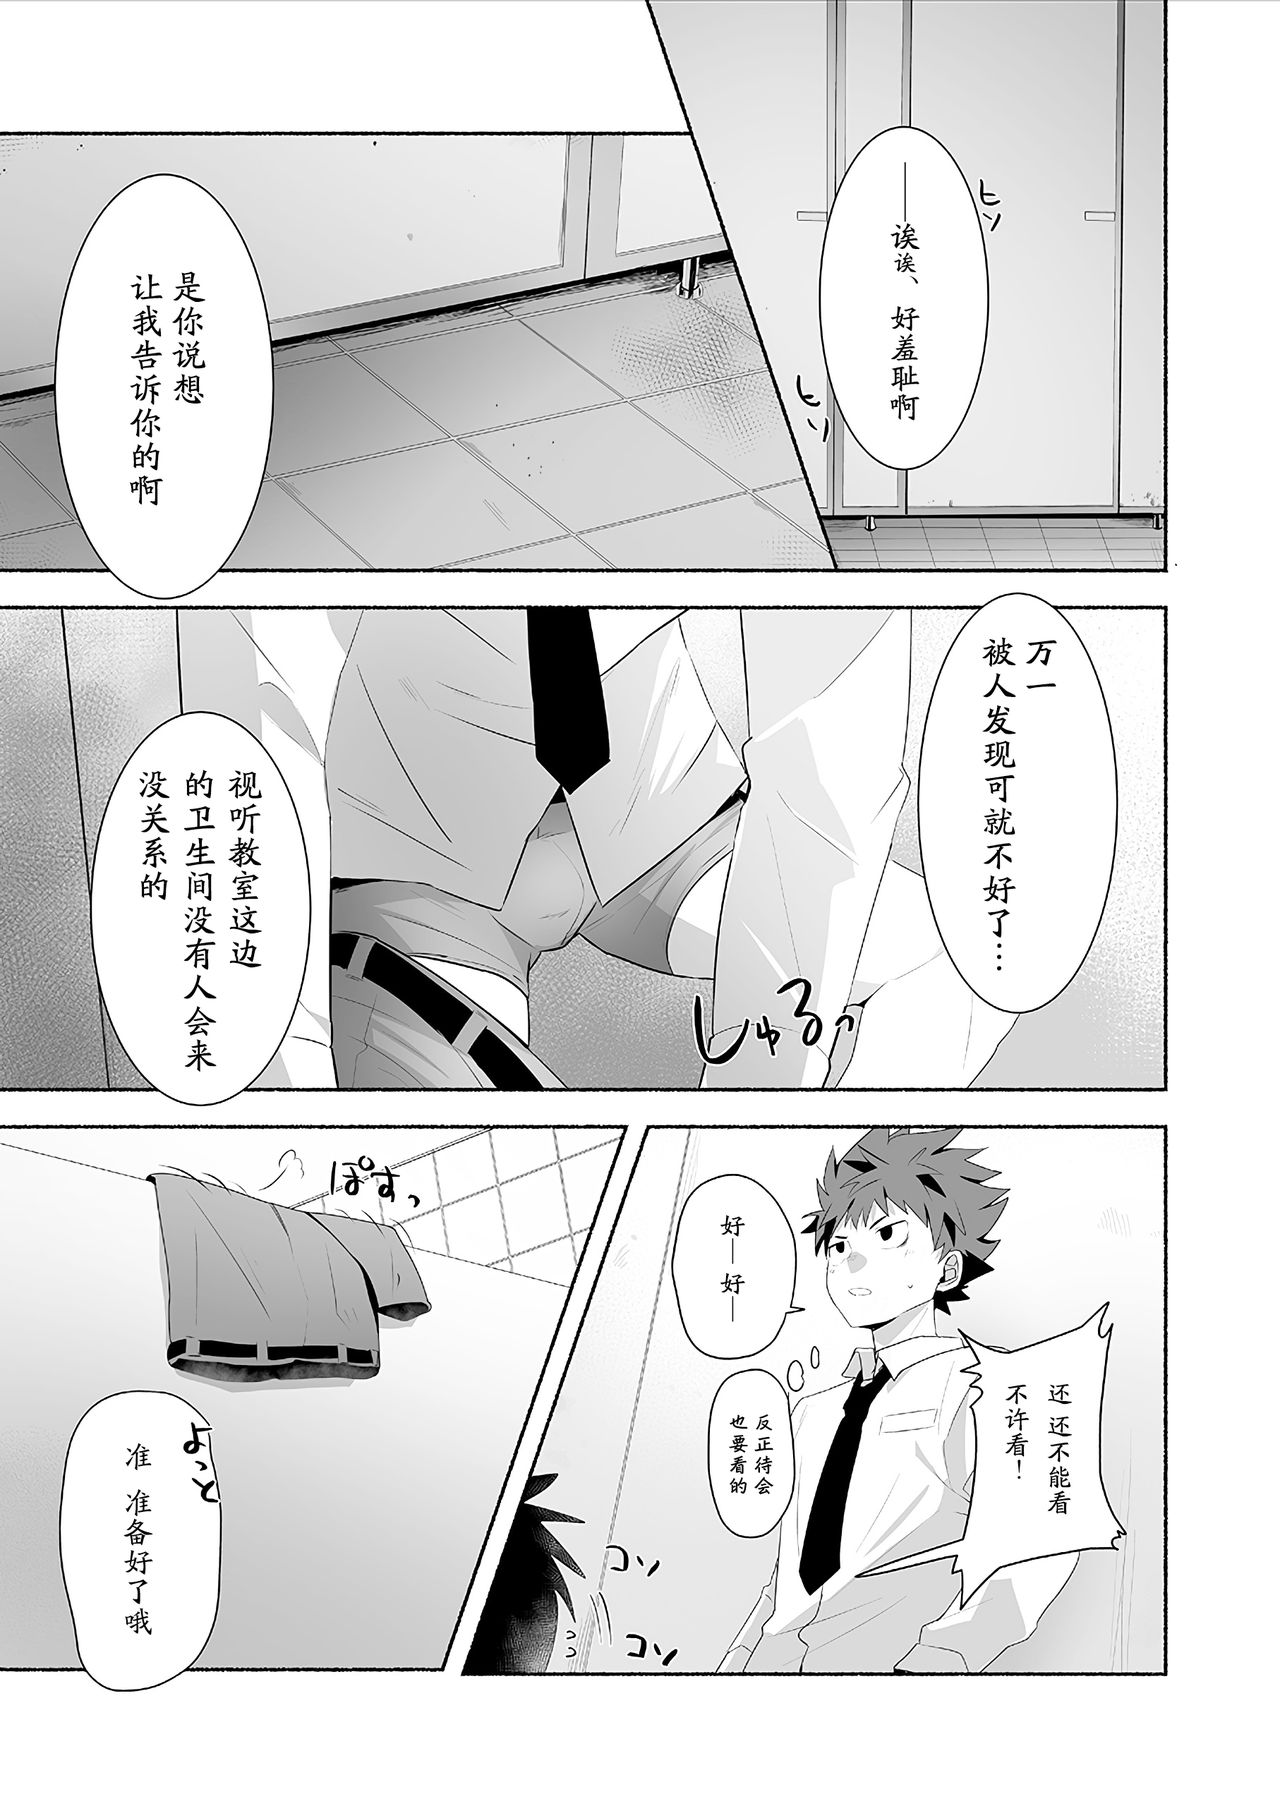 ——诶诶、好羞耻啊
ヒソ
ヒソ
是你说想
让我告诉你的啊
万一
被人发现可就不好了…
しゅるっ
视听教室这边
的卫生间没有人会来
没关系的
还 还不能看
不许看！
好—好—
反正待会
也要看的
コソ
コソ
ぱさっ
よっと
准 准备好了哦